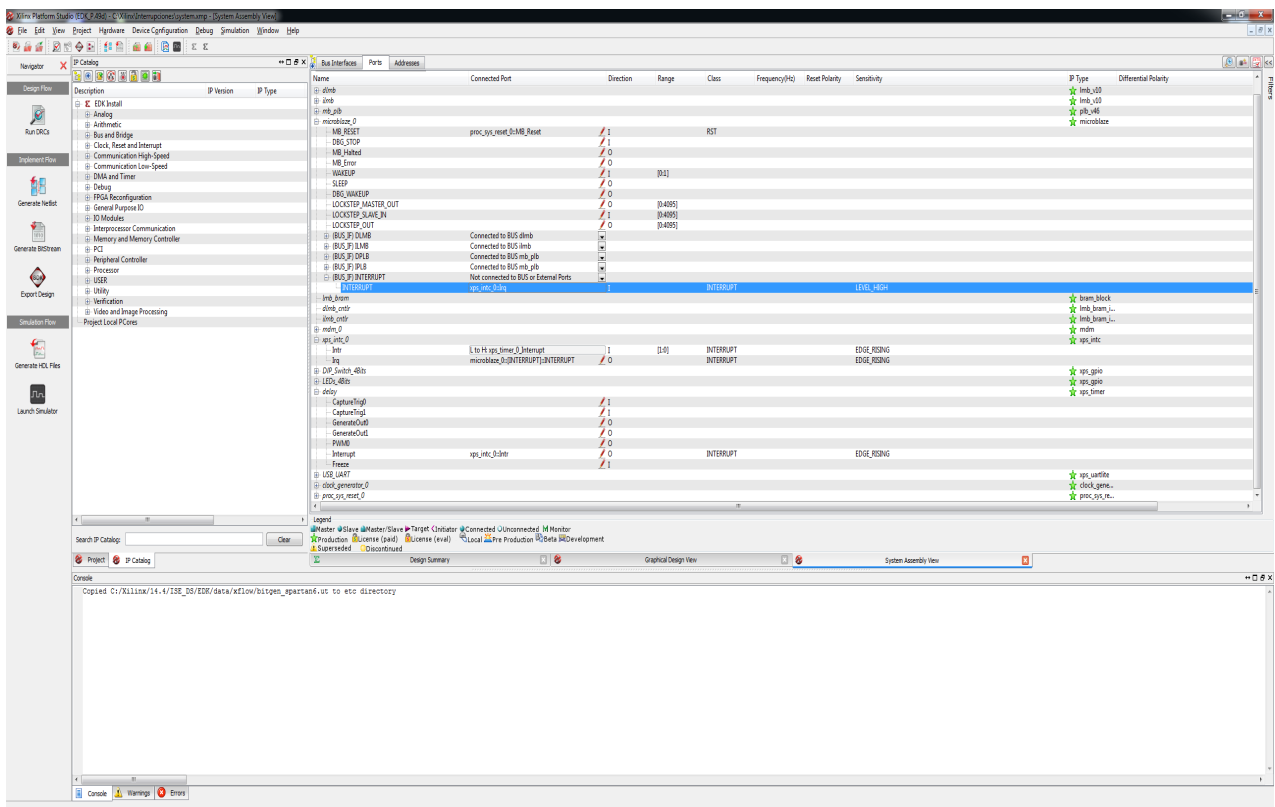 Xilinx Platform Studio (EDK_P.49d) - C:\Xilinx\Interrupciones\system.xmp - [System Assembly View]
File Edit View Project Hardware Device Configuration Debug Simulation Window Help
Navigator
Design Flow
Run DRCs
Implement Flow
Generate Netlist
Generate BitStream
Export Design
Simulation Flow
Generate HDL Files
Launch Simulator
IP Catalog
Description IP Version IP Type
EDK Install
Analog
Arithmetic
Bus and Bridge
Clock, Reset and Interrupt
Communication High-Speed
Communication Low-Speed
DMA and Timer
Debug
FPGA Reconfiguration
General Purpose IO
IO Modules
Interprocessor Communication
Memory and Memory Controller
PCI
Peripheral Controller
Processor
USER
Utility
Verification
Video and Image Processing
Project Local PCores
Search IP Catalog: Clear
Project IP Catalog
Bus Interfaces Ports Addresses
Filters
Name Connected Port Direction Range Class Frequency(Hz) Reset Polarity Sensitivity IP Type Differential Polarity
dlmb lmb_v10
ilmb lmb_v10
mb_plb plb_v46
microblaze_0 microblaze
MB_RESET proc_sys_reset_0::MB_Reset I RST
DBG_STOP I
MB_Halted O
MB_Error O
WAKEUP I [0:1]
SLEEP O
DBG_WAKEUP O
LOCKSTEP_MASTER_OUT O [0:4095]
LOCKSTEP_SLAVE_IN I [0:4095]
LOCKSTEP_OUT O [0:4095]
(BUS_IF) DLMB Connected to BUS dlmb
(BUS_IF) ILMB Connected to BUS ilmb
(BUS_IF) DPLB Connected to BUS mb_plb
(BUS_IF) IPLB Connected to BUS mb_plb
(BUS_IF) INTERRUPT Not connected to BUS or External Ports
INTERRUPT xps_intc_0::Irq I INTERRUPT LEVEL_HIGH
lmb_bram bram_block
dlmb_cntlr lmb_bram_i...
ilmb_cntlr lmb_bram_i...
mdm_0 mdm
xps_intc_0 xps_intc
Intr L to H: xps_timer_0_Interrupt I [1:0] INTERRUPT EDGE_RISING
Irq microblaze_0::[INTERRUPT]::INTERRUPT O INTERRUPT EDGE_RISING
DIP_Switch_4Bits xps_gpio
LEDs_4Bits xps_gpio
delay xps_timer
CaptureTrig0 I
CaptureTrig1 I
GenerateOut0 O
GenerateOut1 O
PWM0 O
Interrupt xps_intc_0::Intr O INTERRUPT EDGE_RISING
Freeze I
USB_UART xps_uartlite
clock_generator_0 clock_gene...
proc_sys_reset_0 proc_sys_re...
Legend
Master Slave Master/Slave Target Initiator Connected Unconnected M Monitor
Production License (paid) License (eval) Local Pre Production Beta Development
Superseded Discontinued
Design Summary Graphical Design View System Assembly View
Console
Copied C:/Xilinx/14.4/ISE_DS/EDK/data/xflow/bitgen_spartan6.ut to etc directory
Console Warnings Errors